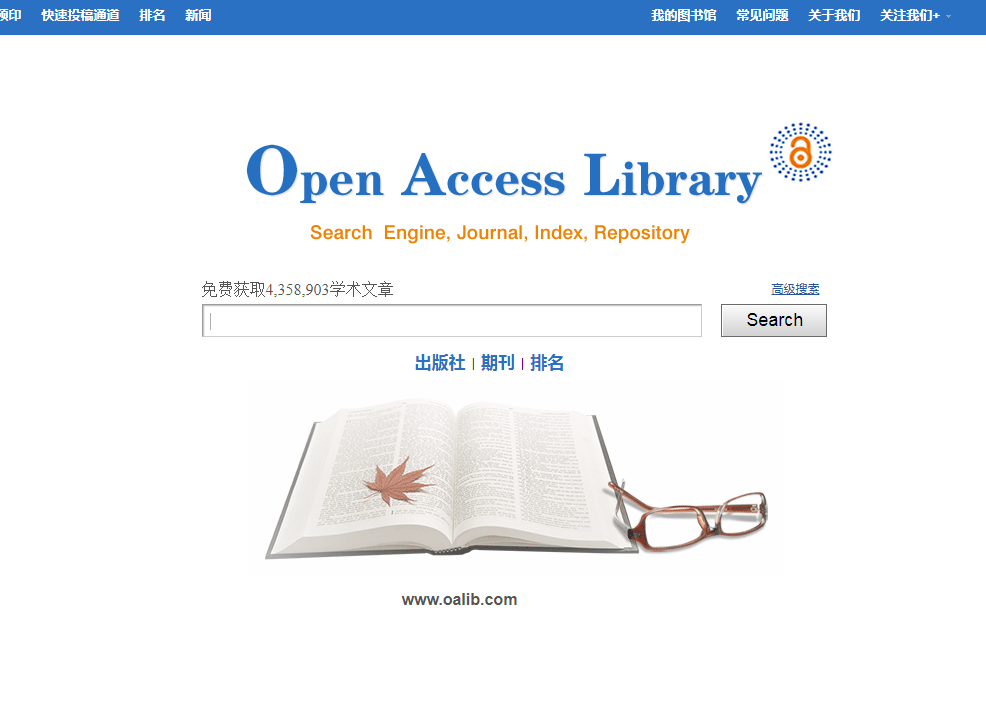 预印 快速投稿通道 排名 新闻 我的图书馆 常见问题 关于我们 关注我们+
Open Access Library
Search Engine, Journal, Index, Repository
免费获取4,358,903学术文章 高级搜索
Search
出版社 | 期刊 | 排名
www.oalib.com